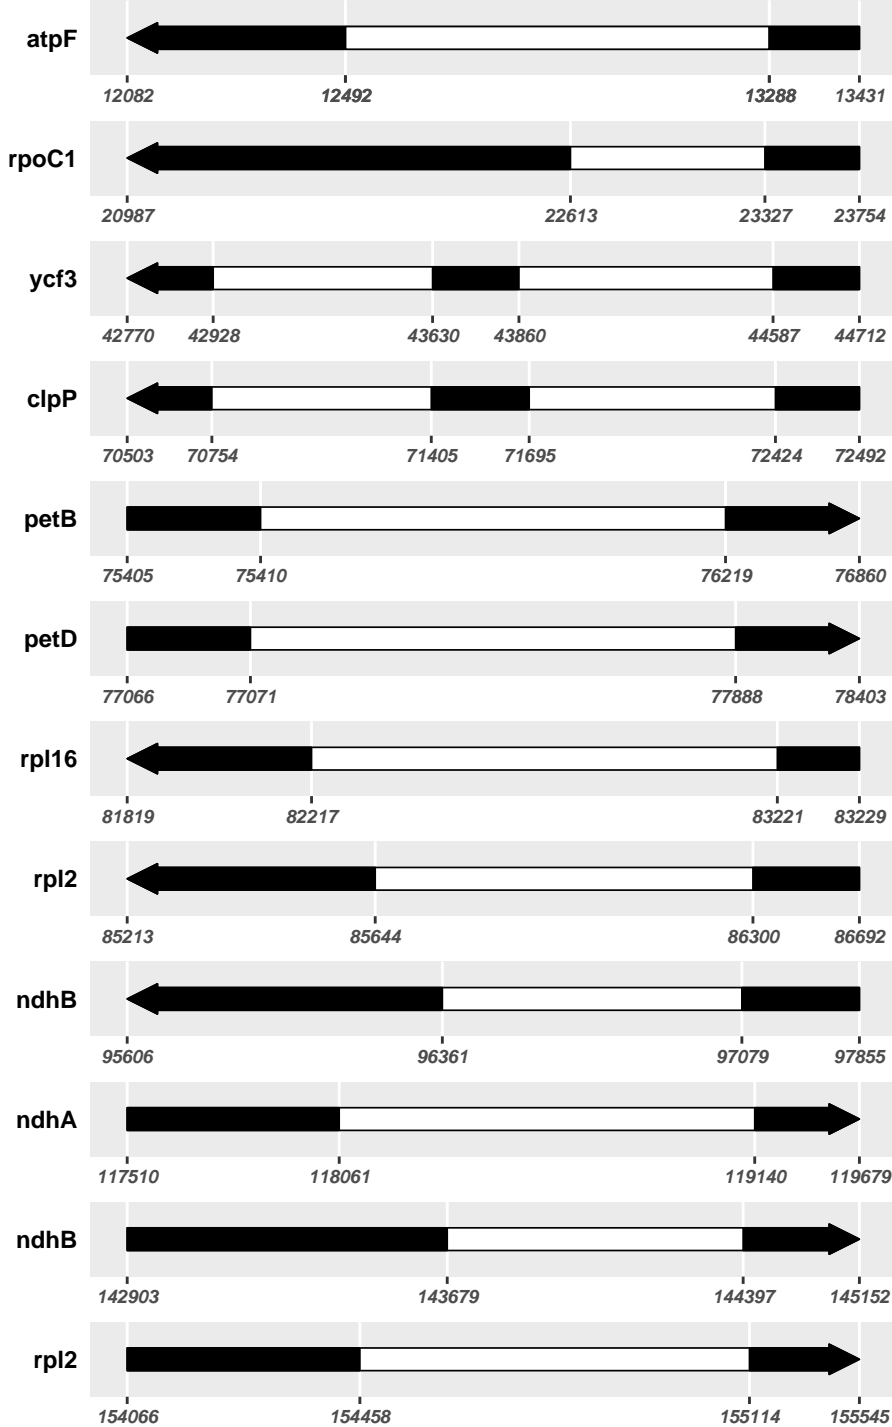 atpF
12082 12492 13288 13431
rpoC1
20987 22613 23327 23754
ycf3
42770 42928 43630 43860 44587 44712
clpP
70503 70754 71405 71695 72424 72492
petB
75405 75410 76219 76860
petD
77066 77071 77888 78403
rpl16
81819 82217 83221 83229
rpl2
85213 85644 86300 86692
ndhB
95606 96361 97079 97855
ndhA
117510 118061 119140 119679
ndhB
142903 143679 144397 145152
rpl2
154066 154458 155114 155545